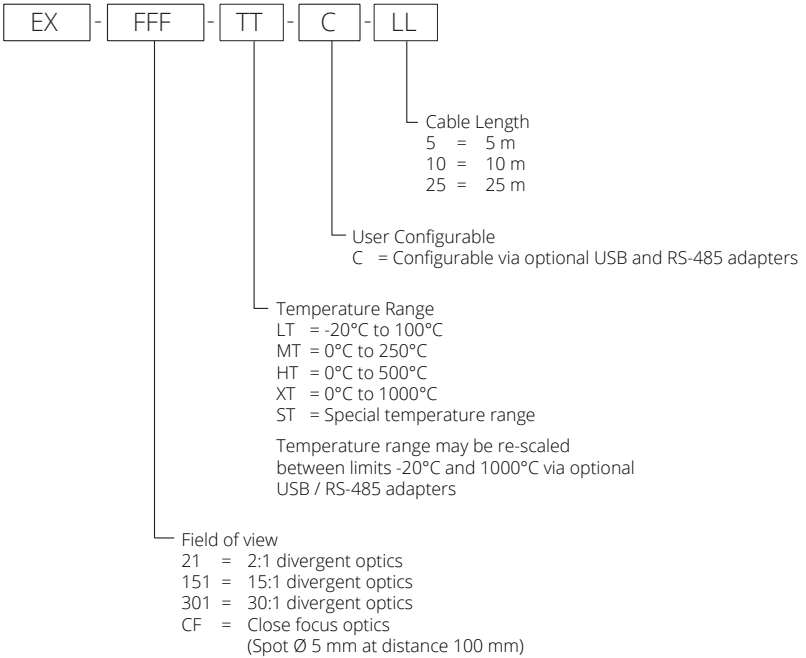 EX - FFF - TT - C - LL
Cable Length
5 = 5 m
10 = 10 m
25 = 25 m
User Configurable
C = Configurable via optional USB and RS-485 adapters
Temperature Range
LT = -20°C to 100°C
MT = 0°C to 250°C
HT = 0°C to 500°C
XT = 0°C to 1000°C
ST = Special temperature range
Temperature range may be re-scaled
between limits -20°C and 1000°C via optional
USB / RS-485 adapters
Field of view
21 = 2:1 divergent optics
151 = 15:1 divergent optics
301 = 30:1 divergent optics
CF = Close focus optics
(Spot Ø 5 mm at distance 100 mm)